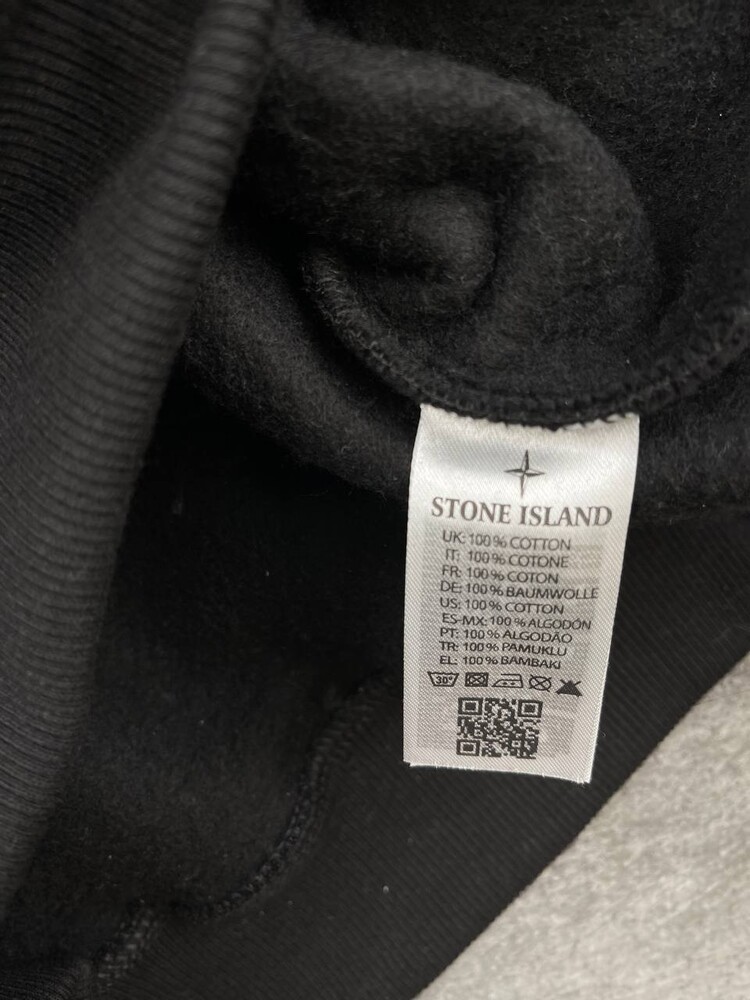 STONE ISLAND
UK: 100% COTTON
IT: 100% COTONE
FR: 100% COTON
DE: 100% BAUMWOLLE
US: 100% COTTON
ES-MX: 100% ALGODÓN
PT: 100% ALGODÃO
TR: 100% PAMUKLU
EL: 100% BAMBAKI
30°